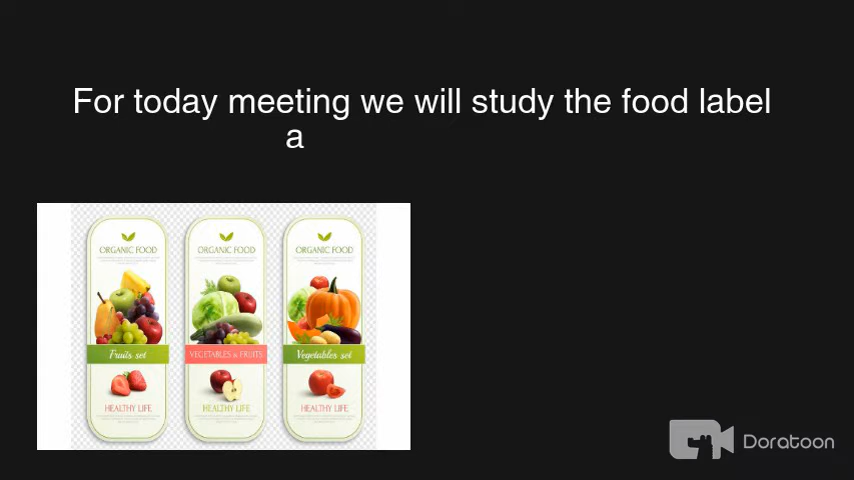 For today meeting we will study the food label
a
ORGANIC FOOD
ORGANIC FOOD
ORGANIC FOOD
Fruits set
VEGETABLES & FRUITS
Vegetables set
HEALTHY LIFE
HEALTHY LIFE
HEALTHY LIFE
Doratoon